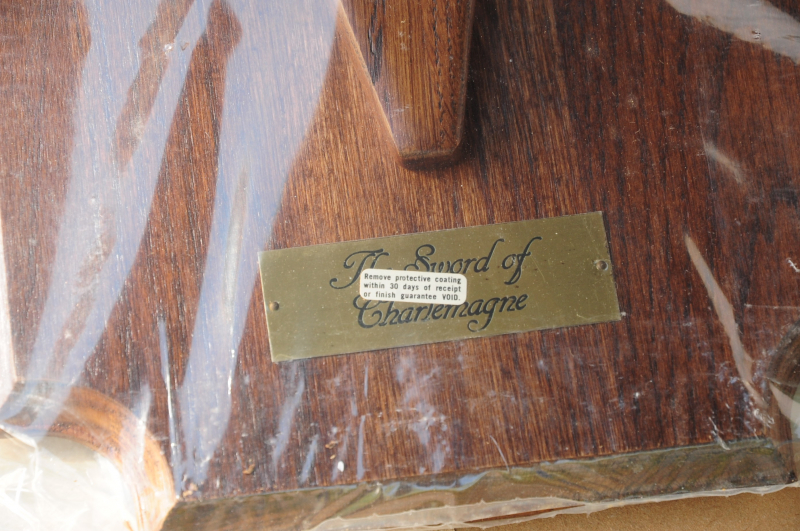 The Sword of
Remove protective coating
within 30 days of receipt
or finish guarantee VOID.
Charlemagne